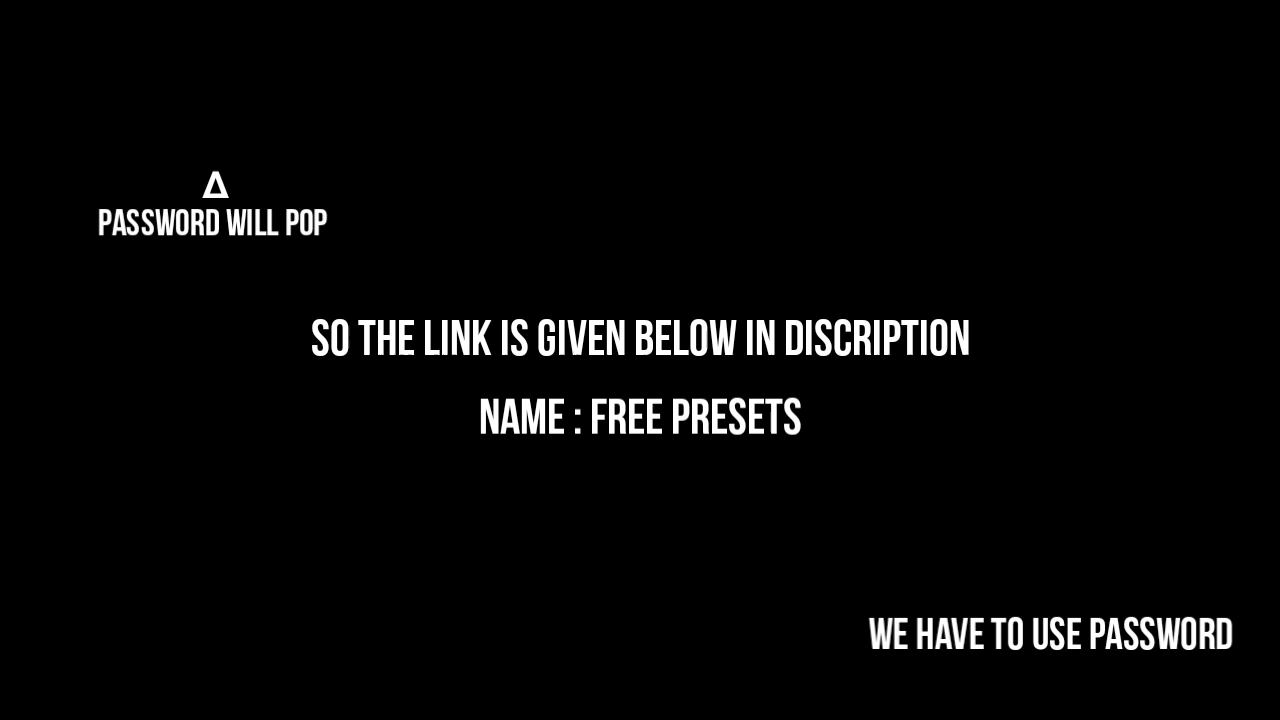 Δ
PASSWORD WILL POP
SO THE LINK IS GIVEN BELOW IN DISCRIPTION
NAME : FREE PRESETS
WE HAVE TO USE PASSWORD